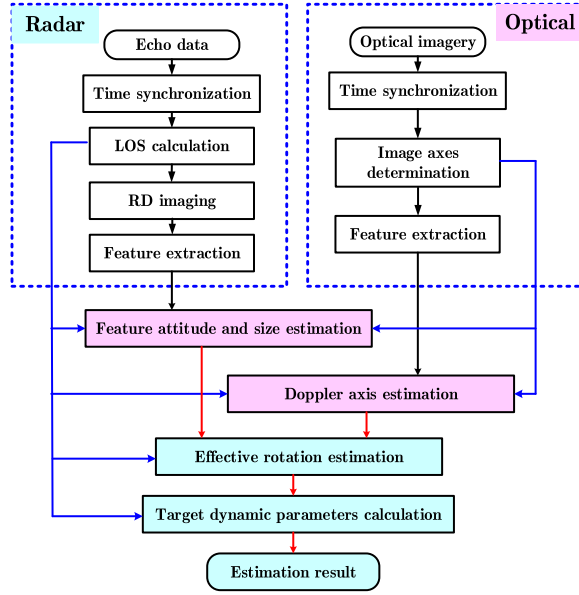 Radar
Echo data
Time synchronization
LOS calculation
RD imaging
Feature extraction
Optical
Optical imagery
Time synchronization
Image axes
determination
Feature extraction
Feature attitude and size estimation
Doppler axis estimation
Effective rotation estimation
Target dynamic parameters calculation
Estimation result